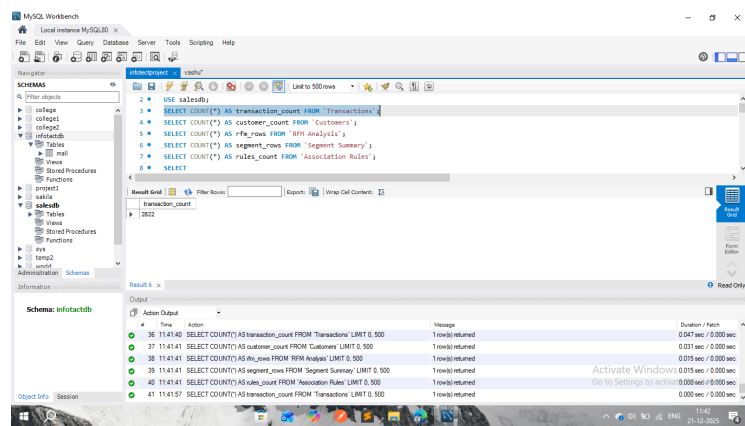 MySQL Workbench
Local instance MySQL80 ×
File Edit View Query Database Server Tools Scripting Help
Navigator
SCHEMAS
Filter objects
college
college1
college2
infotactdb
Tables
mall
Views
Stored Procedures
Functions
project1
sakila
salesdb
Tables
Views
Stored Procedures
Functions
sys
temp2
world
Administration Schemas
Information
Schema: infotactdb
Object Info Session
infotectproject × vashu*
Limit to 500 rows
2 USE salesdb;
3 SELECT COUNT(*) AS transaction_count FROM `Transactions`;
4 SELECT COUNT(*) AS customer_count FROM `Customers`;
5 SELECT COUNT(*) AS rfm_rows FROM `RFM Analysis`;
6 SELECT COUNT(*) AS segment_rows FROM `Segment Summary`;
7 SELECT COUNT(*) AS rules_count FROM `Association Rules`;
8 SELECT
Result Grid Filter Rows: Export: Wrap Cell Content:
transaction_count
2822
Result Grid
Form Editor
Result 6 × Read Only
Output
Action Output
# Time Action Message Duration / Fetch
36 11:41:40 SELECT COUNT(*) AS transaction_count FROM `Transactions` LIMIT 0, 500 1 row(s) returned 0.047 sec / 0.000 sec
37 11:41:41 SELECT COUNT(*) AS customer_count FROM `Customers` LIMIT 0, 500 1 row(s) returned 0.031 sec / 0.000 sec
38 11:41:41 SELECT COUNT(*) AS rfm_rows FROM `RFM Analysis` LIMIT 0, 500 1 row(s) returned 0.015 sec / 0.000 sec
39 11:41:41 SELECT COUNT(*) AS segment_rows FROM `Segment Summary` LIMIT 0, 500 1 row(s) returned 0.015 sec / 0.000 sec
40 11:41:41 SELECT COUNT(*) AS rules_count FROM `Association Rules` LIMIT 0, 500 1 row(s) returned 0.000 sec / 0.000 sec
41 11:41:57 SELECT COUNT(*) AS transaction_count FROM `Transactions` LIMIT 0, 500 1 row(s) returned 0.000 sec / 0.000 sec
Activate Windows
Go to Settings to activate
ENG
11:42
21-12-2025